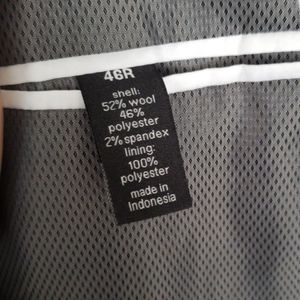 46R
shell:
52% wool
46%
polyester
2% spandex
lining:
100%
polyester
made in
Indonesia